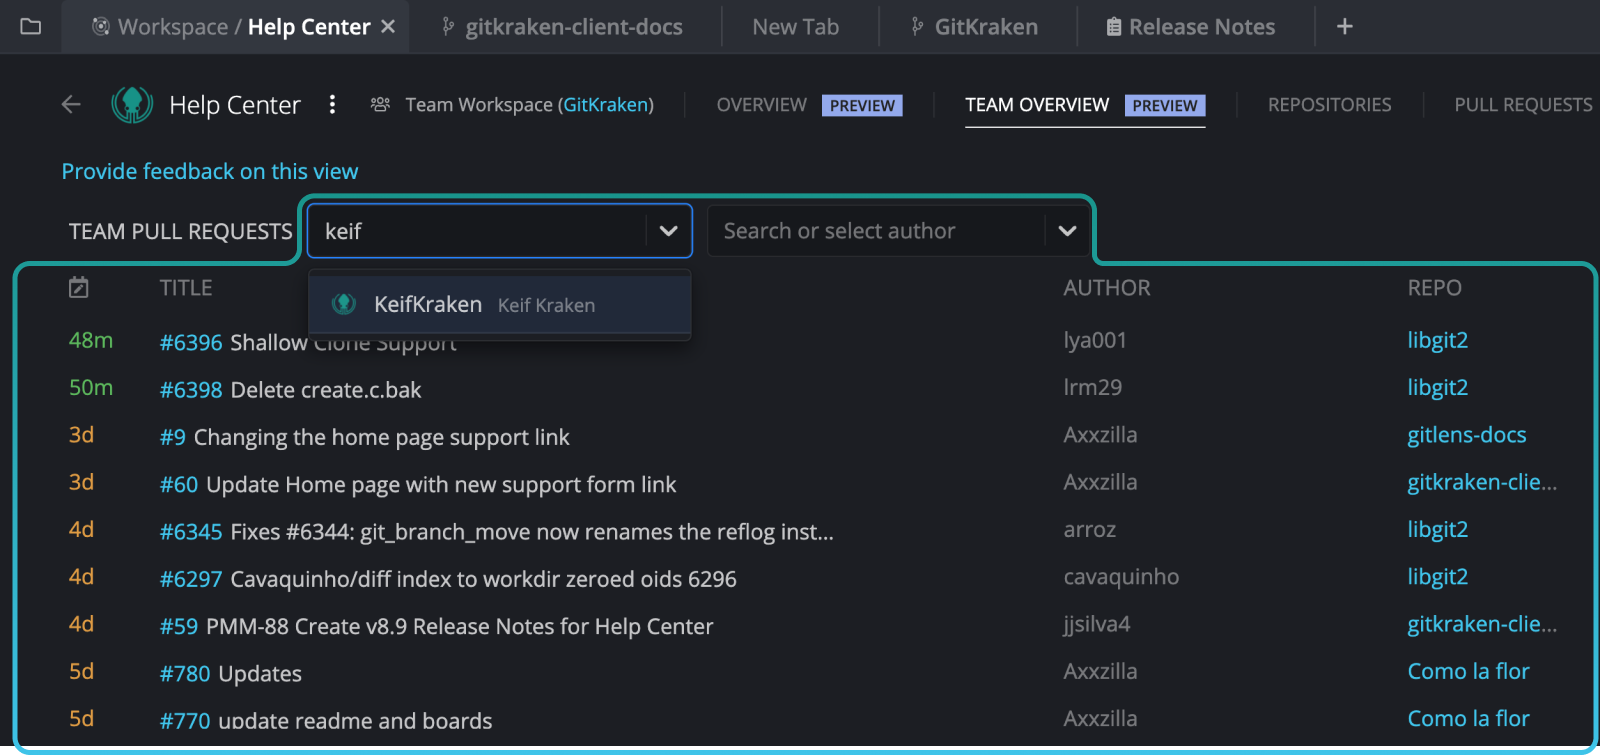 Workspace / Help Center ✕ gitkraken-client-docs New Tab GitKraken Release Notes +
Help Center Team Workspace (GitKraken) OVERVIEW PREVIEW TEAM OVERVIEW PREVIEW REPOSITORIES PULL REQUESTS
Provide feedback on this view
TEAM PULL REQUESTS keif Search or select author
KeifKraken Keif Kraken
TITLE AUTHOR REPO
48m #6396 Shallow Clone Support lya001 libgit2
50m #6398 Delete create.c.bak lrm29 libgit2
3d #9 Changing the home page support link Axxzilla gitlens-docs
3d #60 Update Home page with new support form link Axxzilla gitkraken-clie...
4d #6345 Fixes #6344: git_branch_move now renames the reflog inst... arroz libgit2
4d #6297 Cavaquinho/diff index to workdir zeroed oids 6296 cavaquinho libgit2
4d #59 PMM-88 Create v8.9 Release Notes for Help Center jjsilva4 gitkraken-clie...
5d #780 Updates Axxzilla Como la flor
5d #770 update readme and boards Axxzilla Como la flor